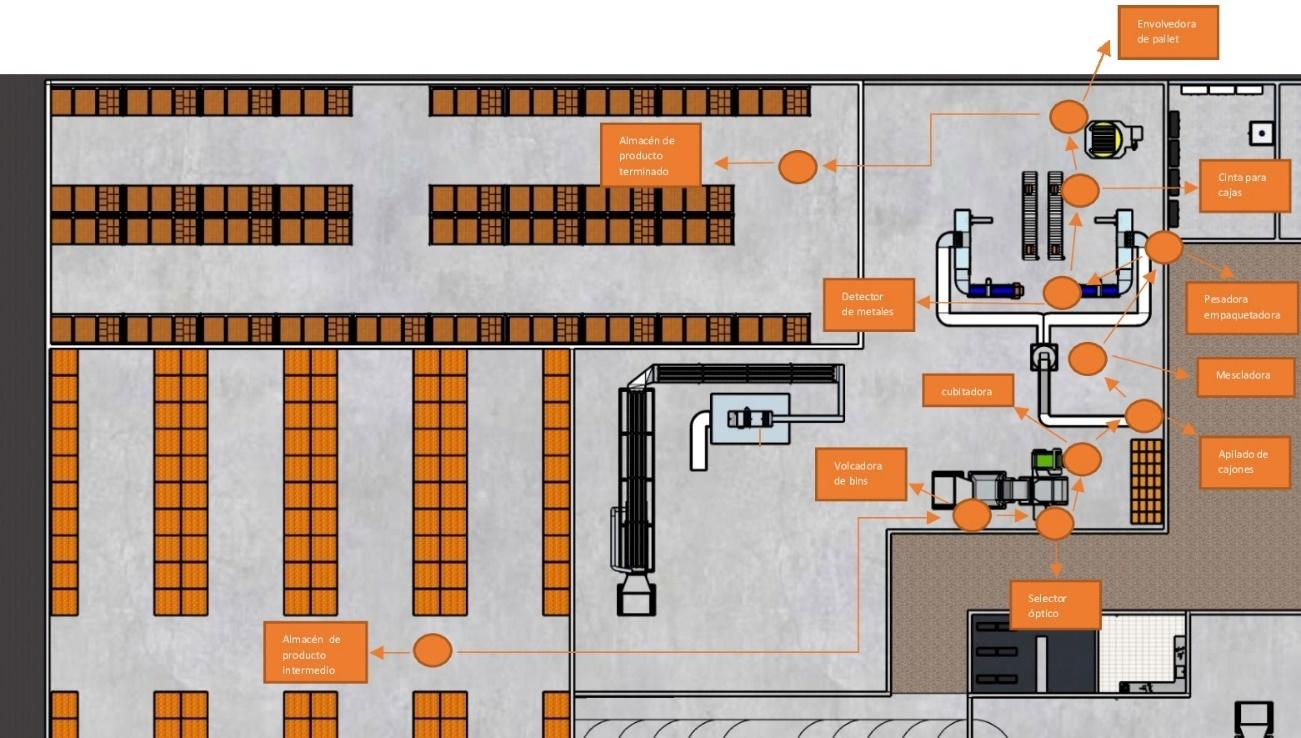 Envolvedora
de pallet
Almacén de
producto
terminado
Cinta para
cajas
Detector
de metales
Pesadora
empaquetadora
Mescladora
cubitadora
Apilado de
cajones
Volcadora
de bins
Selector
óptico
Almacén de
producto
intermedio